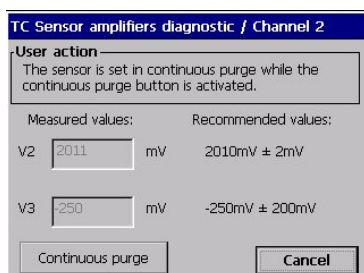 TC Sensor amplifiers diagnostic / Channel 2
User action
The sensor is set in continuous purge while the
continuous purge button is activated.
Measured values: Recommended values:
V2 2011 mV 2010mV ± 2mV
V3 -250 mV -250mV ± 200mV
Continuous purge Cancel